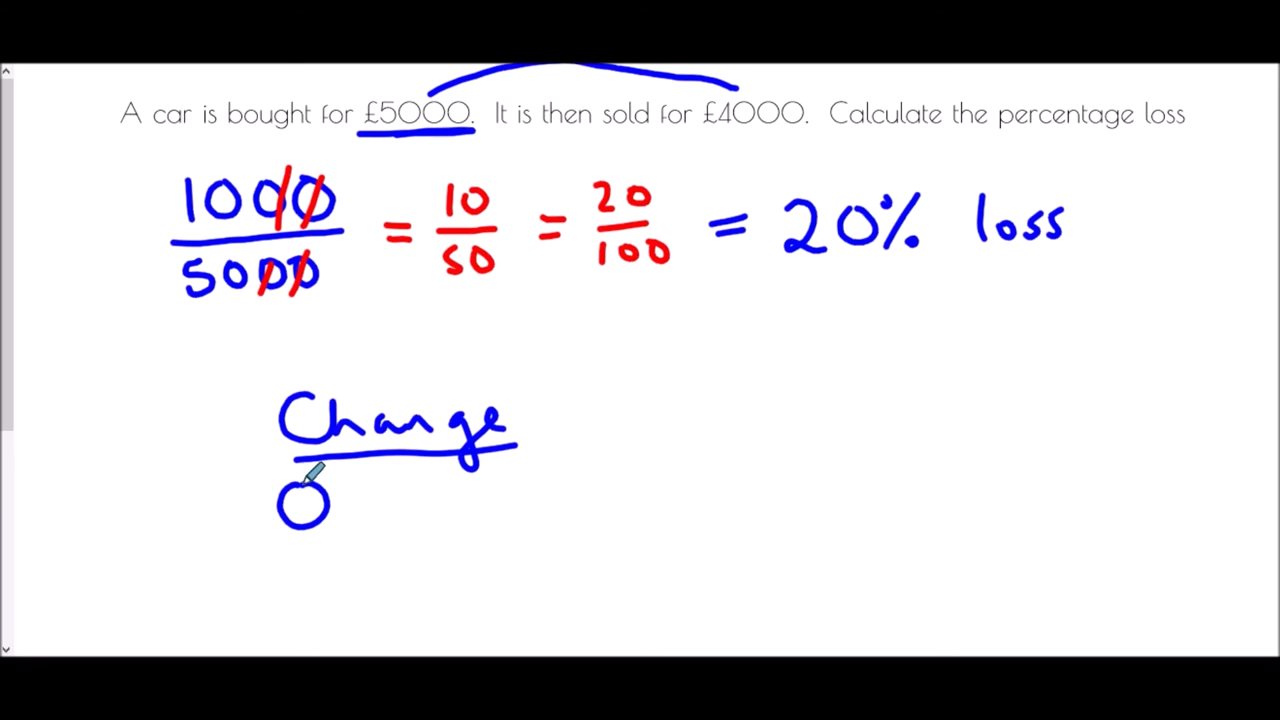 A car is bought for £5000. It is then sold for £4000. Calculate the percentage loss
1000/5000 = 10/50 = 20/100 = 20% loss
Change
O